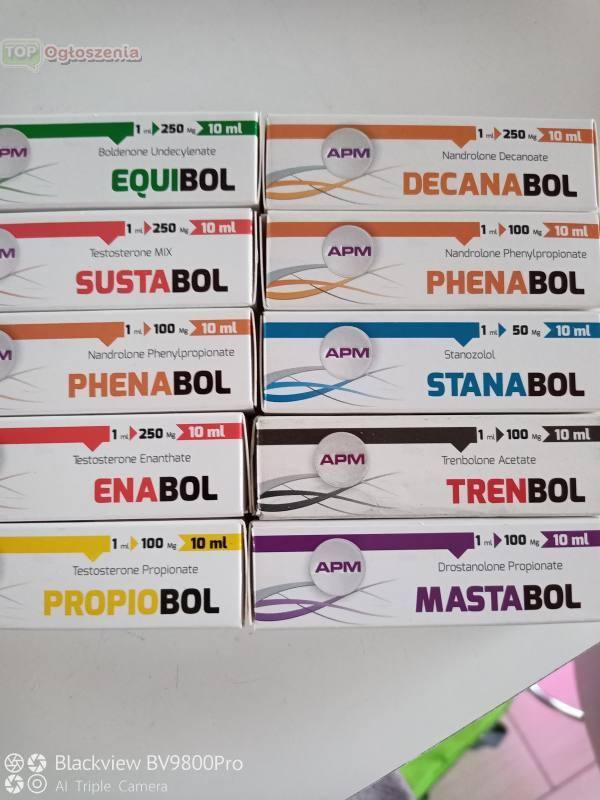 TOP Ogłoszenia
1 ml 250 Mg 10 ml
PM
Boldenone Undecylenate
EQUIBOL
1 ml 250 Mg 10 ml
APM
Nandrolone Decanoate
DECANABOL
1 ml 250 Mg 10 ml
M
Testosterone MIX
SUSTABOL
1 ml 100 Mg 10 ml
APM
Nandrolone Phenylpropionate
PHENABOL
1 ml 100 Mg 10 ml
M
Nandrolone Phenylpropionate
PHENABOL
1 ml 50 Mg 10 ml
APM
Stanozolol
STANABOL
1 ml 250 Mg 10 ml
Testosterone Enanthate
ENABOL
1 ml 100 Mg 10 ml
APM
Trenbolone Acetate
TRENBOL
1 ml 100 Mg 10 ml
Testosterone Propionate
PROPIOBOL
1 ml 100 Mg 10 ml
APM
Drostanolone Propionate
MASTABOL
Blackview BV9800Pro
AI Triple Camera